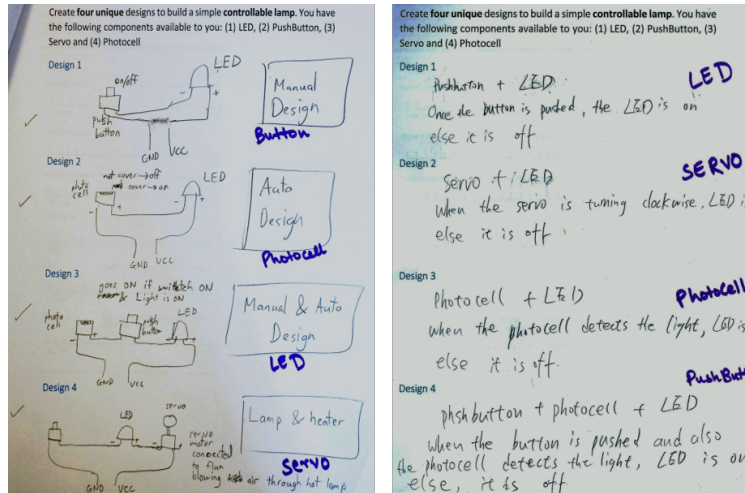 Create four unique designs to build a simple controllable lamp. You have
the following components available to you: (1) LED, (2) PushButton, (3)
Servo and (4) Photocell
Design 1
on/off
LED
push
button
- +
GND VCC
Manual
Design
Button
Design 2
not cover → off
cover → on
photo
cell
LED
- +
GND VCC
Auto
Design
Photocell
Design 3
goes ON if switch ON
& Light is ON
photo
cell
push
button
LED
GND VCC
Manual & Auto
Design
LED
Design 4
LED
servo
servo
motor
connected
to fun
blowing air through hot lamp
GND VCC
Lamp & heater
Servo
Create four unique designs to build a simple controllable lamp. You have
the following components available to you: (1) LED, (2) PushButton, (3)
Servo and (4) Photocell
Design 1
LED
Pushbutton + LED
Once the button is pushed, the LED is on
else it is off
Design 2
SERVO
Servo + LED
When the servo is turning clockwise, LED i
else it is off.
Design 3
Photocell
Photocell + LED
when the photocell detects the light, LED is
else it is off.
Design 4
PushButt
phshbutton + photocell + LED
When the button is pushed and also
the photocell detects the light, LED is on
else, it is off